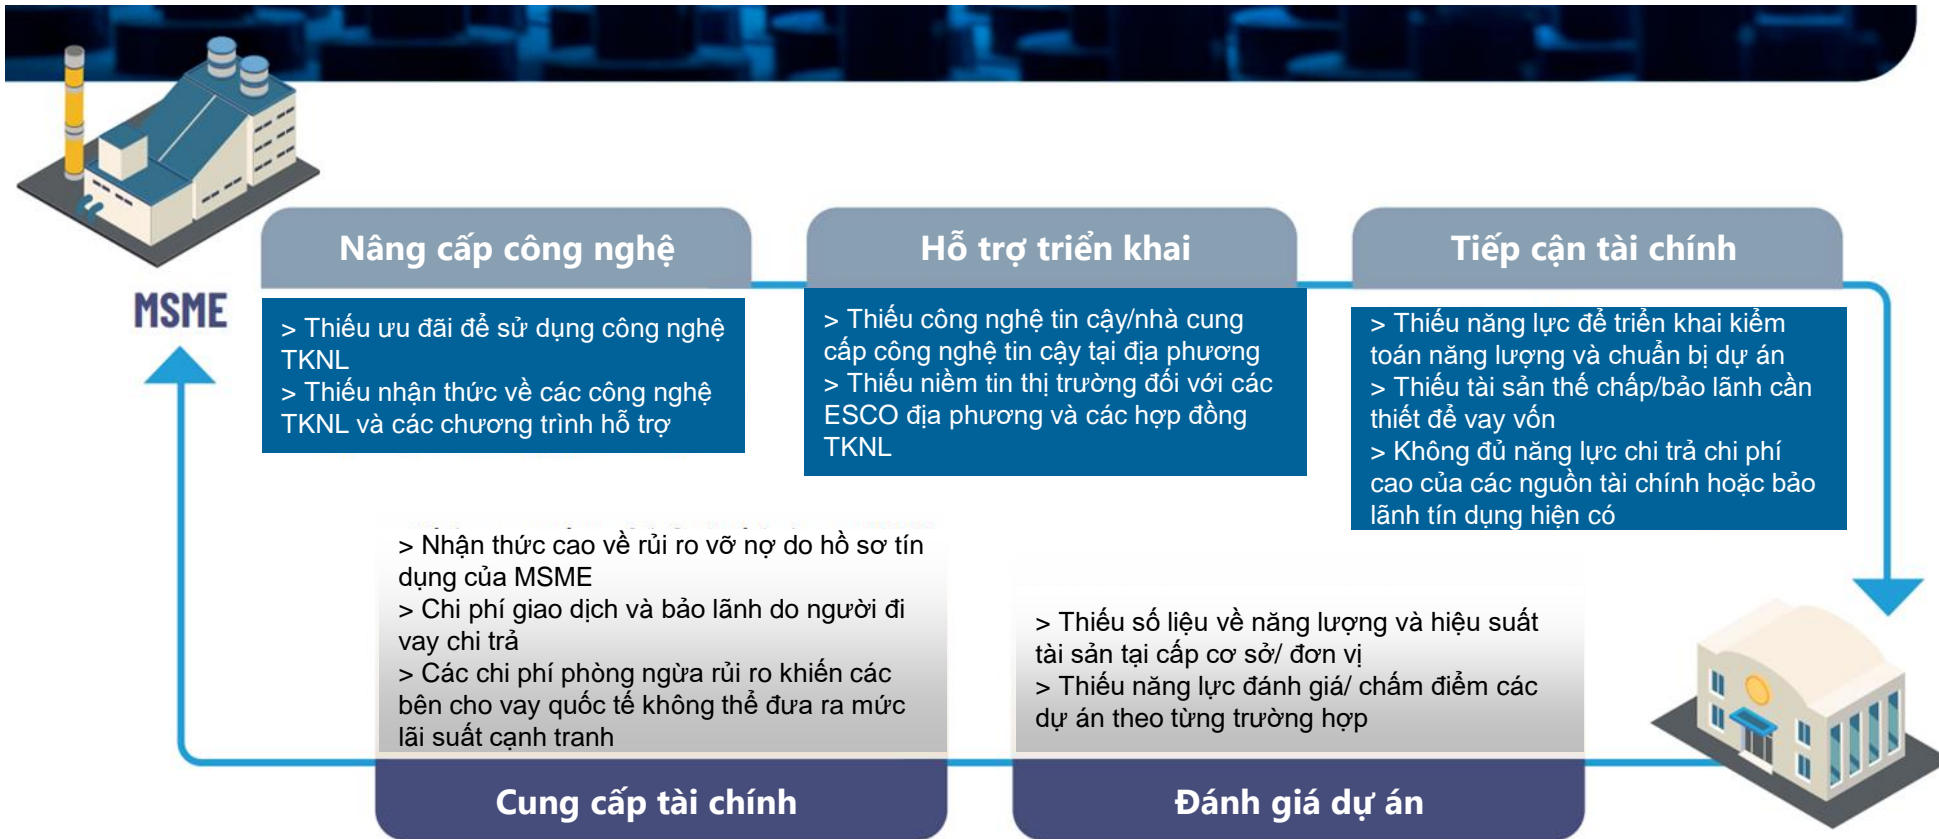 Nâng cấp công nghệ
Hỗ trợ triển khai
Tiếp cận tài chính
MSME
> Thiếu ưu đãi để sử dụng công nghệ
TKNL
> Thiếu nhận thức về các công nghệ
TKNL và các chương trình hỗ trợ
> Thiếu công nghệ tin cậy/nhà cung
cấp công nghệ tin cậy tại địa phương
> Thiếu niềm tin thị trường đối với các
ESCO địa phương và các hợp đồng
TKNL
> Thiếu năng lực để triển khai kiểm
toán năng lượng và chuẩn bị dự án
> Thiếu tài sản thế chấp/bảo lãnh cần
thiết để vay vốn
> Không đủ năng lực chi trả chi phí
cao của các nguồn tài chính hoặc bảo
lãnh tín dụng hiện có
> Nhận thức cao về rủi ro vỡ nợ do hồ sơ tín
dụng của MSME
> Chi phí giao dịch và bảo lãnh do người đi
vay chi trả
> Các chi phí phòng ngừa rủi ro khiến các
bên cho vay quốc tế không thể đưa ra mức
lãi suất cạnh tranh
> Thiếu số liệu về năng lượng và hiệu suất
tài sản tại cấp cơ sở/ đơn vị
> Thiếu năng lực đánh giá/ chấm điểm các
dự án theo từng trường hợp
Cung cấp tài chính
Đánh giá dự án